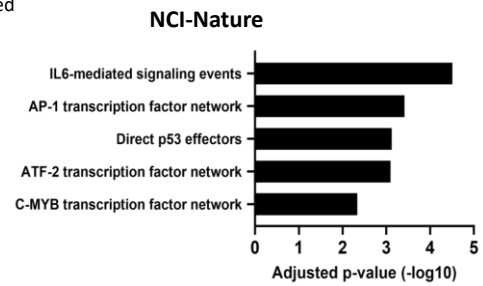 NCI-Nature
IL6-mediated signaling events
AP-1 transcription factor network
Direct p53 effectors
ATF-2 transcription factor network
C-MYB transcription factor network
0 1 2 3 4 5
Adjusted p-value (-log10)